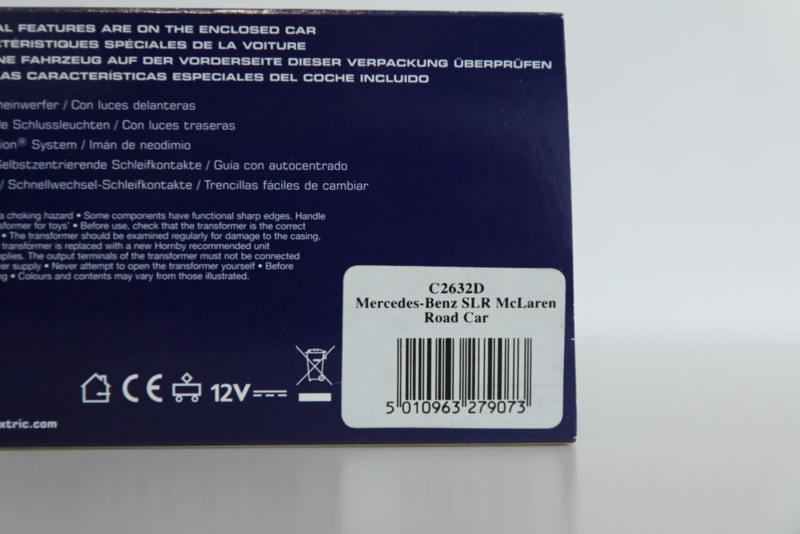 AL FEATURES ARE ON THE ENCLOSED CAR
CTÉRISTIQUES SPÉCIALES DE LA VOITURE
NE FAHRZEUG AUF DER VORDERSEITE DIESER VERPACKUNG ÜBERPRÜFEN
LAS CARACTERÍSTICAS ESPECIALES DEL COCHE INCLUIDO
heinwerfer / Con luces delanteras
le Schlussleuchten / Con luces traseras
ion® System / Imán de neodimio
Selbstzentrierende Schleifkontakte / Guía con autocentrado
/ Schnellwechsel-Schleifkontakte / Trencillas fáciles de cambiar
a choking hazard • Some components have functional sharp edges. Handle
sformer for toys' • Before use, check that the transformer is the correct
• The transformer should be examined regularly for damage to the casing,
transformer is replaced with a new Hornby recommended unit
plies. The output terminals of the transformer must not be connected
er supply • Never attempt to open the transformer yourself • Before
g • Colours and contents may vary from those illustrated.
CE 12V
xtric.com
C2632D
Mercedes-Benz SLR McLaren
Road Car
5 010963 279073